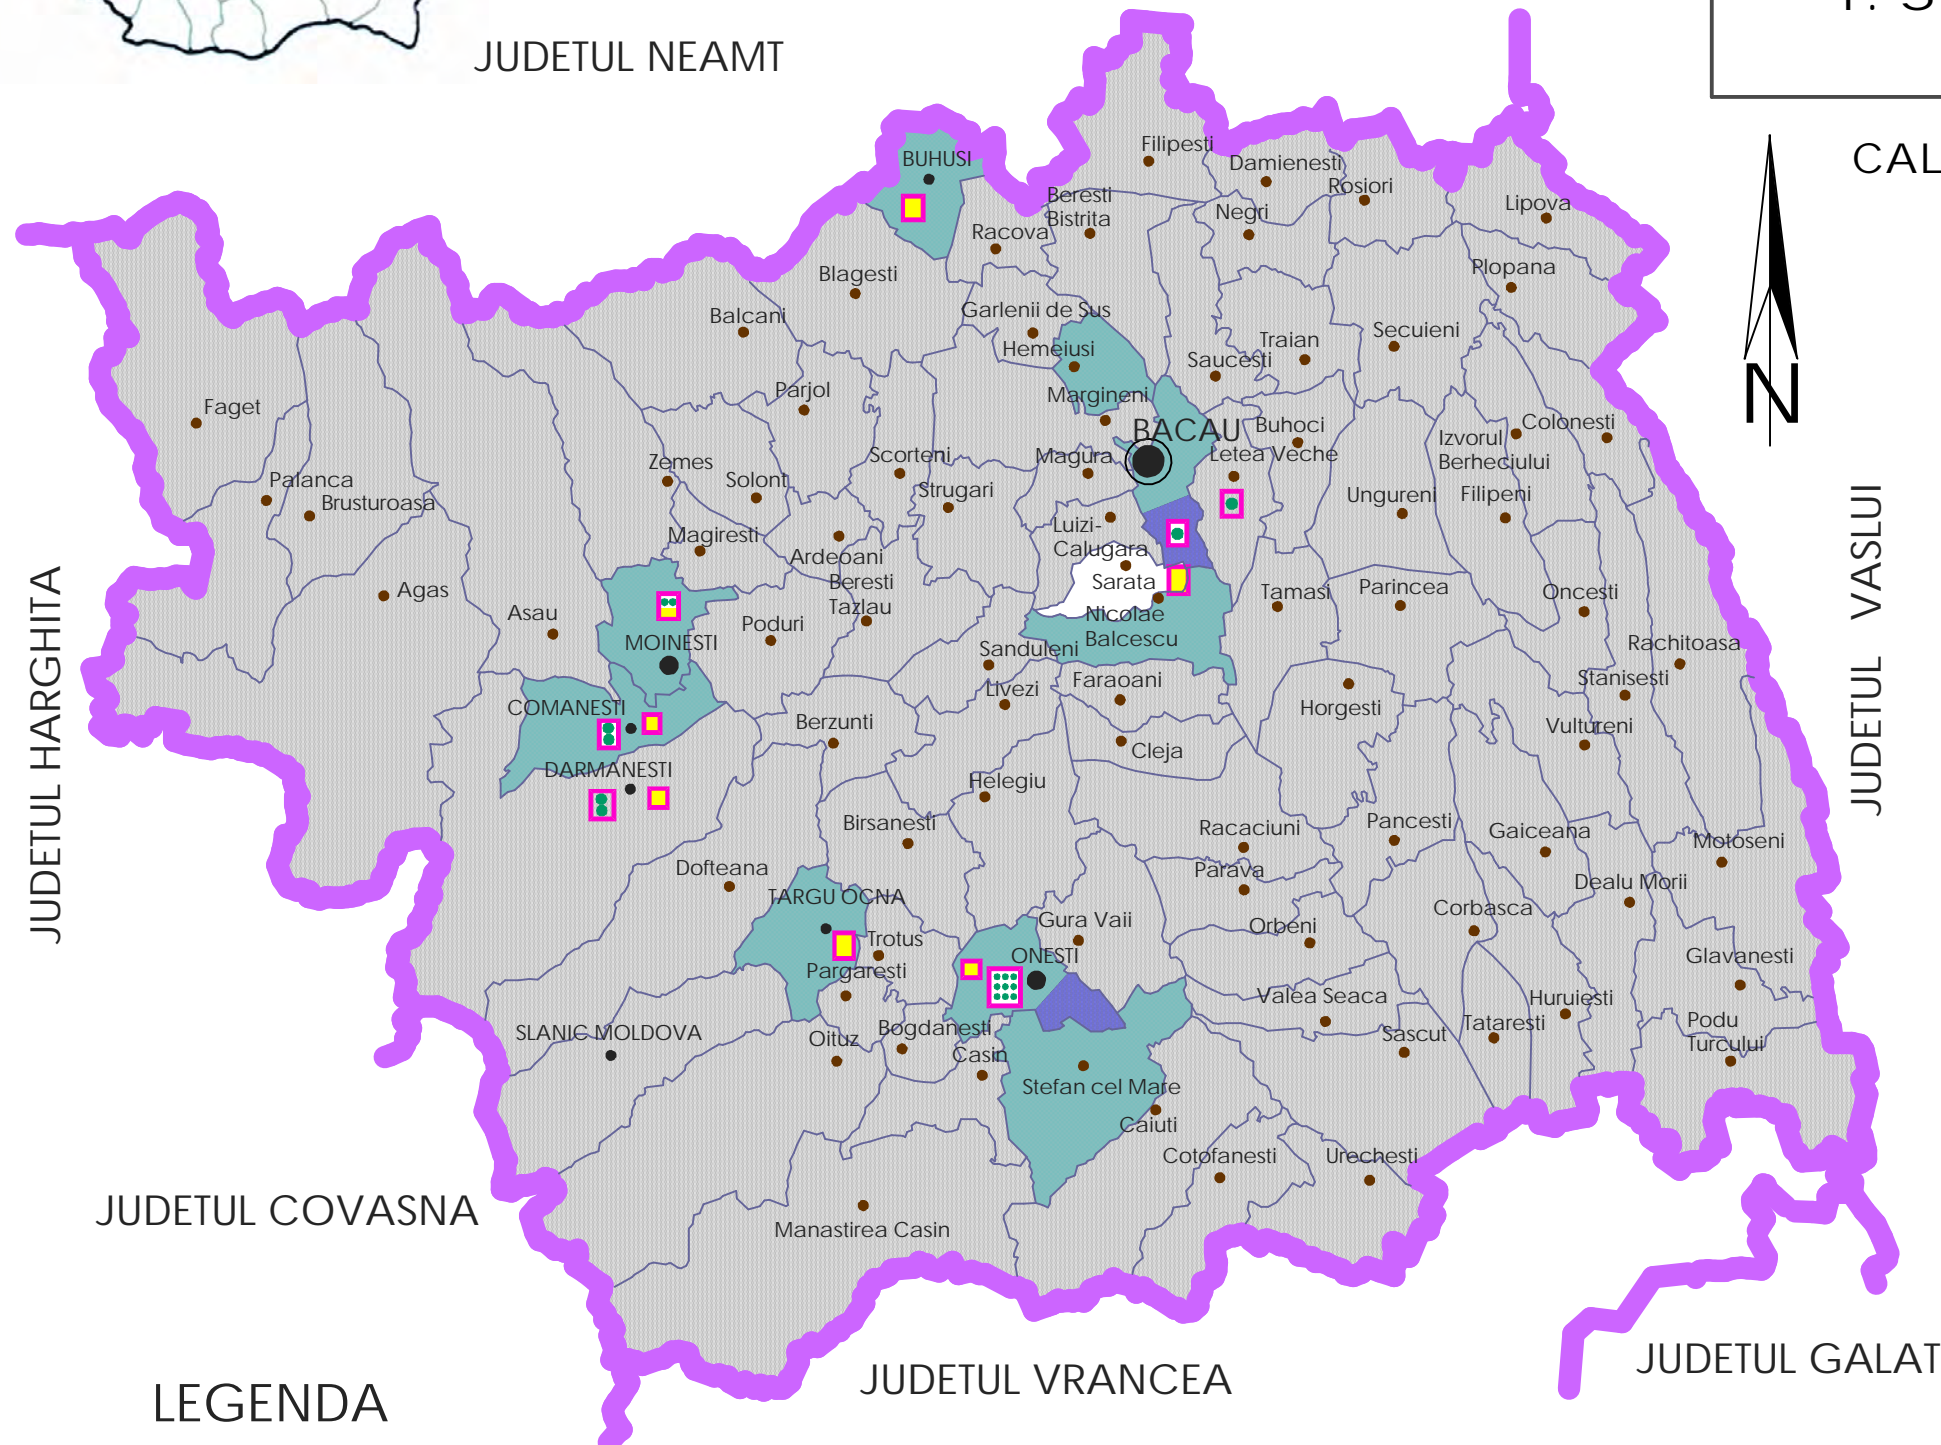 JUDETUL NEAMT
CAL
N
BUHUSI
Filipesti
Damienesti
Rosiori
Beresti
Bistrita
Negri
Lipova
Racova
Blagesti
Plopana
Balcani
Garlenii de Sus
Hemeiusi
Traian
Secuieni
Saucesti
Parjol
Margineni
Faget
BACAU
Buhoci
Colonesti
Izvorul
Berheciului
Letea Veche
Magura
Scorteni
Zemes
Solont
Strugari
Palanca
Brusturoasa
Ungureni
Filipeni
Luizi-
Calugara
Magiresti
Ardeoani
Beresti
Tazlau
Sarata
Nicolae
Balcescu
Tamasi
Parincea
Oncesti
Agas
Asau
Poduri
MOINESTI
Sanduleni
Rachitoasa
Stanisesti
Faraoani
Livezi
COMANESTI
Horgesti
Berzunti
Vultureni
Cleja
DARMANESTI
Helegiu
Birsanesti
Racaciuni
Pancesti
Gaiceana
Motoseni
Dofteana
Parava
Dealu Morii
TARGU OCNA
Corbasca
Gura Vaii
Orbeni
Trotus
ONESTI
Glavanesti
Pargaresti
Valea Seaca
Huruiesti
SLANIC MOLDOVA
Oituz
Bogdanesti
Casin
Sascut
Tataresti
Podu
Turcului
Stefan cel Mare
Caiuti
Cotofanesti
Urechesti
Manastirea Casin
JUDETUL HARGHITA
JUDETUL VASLUI
JUDETUL COVASNA
JUDETUL VRANCEA
JUDETUL GALAT
LEGENDA